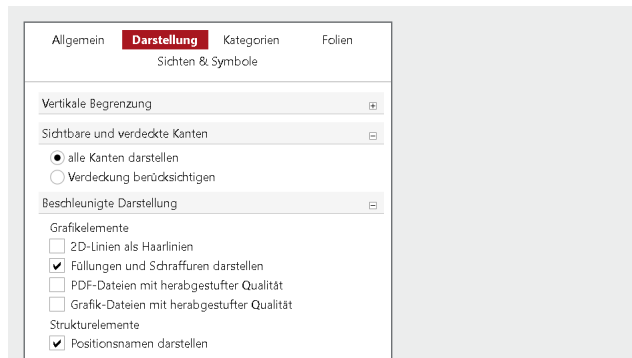 Allgemein Darstellung Kategorien Folien
Sichten & Symbole
Vertikale Begrenzung
Sichtbare und verdeckte Kanten
alle Kanten darstellen
Verdeckung berücksichtigen
Beschleunigte Darstellung
Grafikelemente
2D-Linien als Haarlinien
Füllungen und Schraffuren darstellen
PDF-Dateien mit herabgestufter Qualität
Grafik-Dateien mit herabgestufter Qualität
Strukturelemente
Positionsnamen darstellen